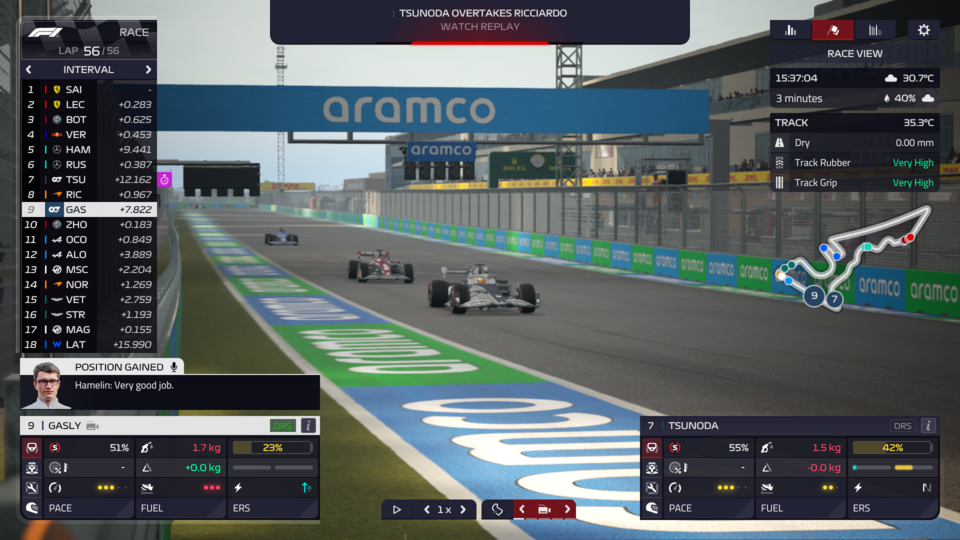 TSUNODA OVERTAKES RICCIARDO
WATCH REPLAY
RACE
LAP 56/56
INTERVAL
1 SAI -
2 LEC +0.283
3 BOT +0.625
4 VER +0.453
5 HAM +9.441
6 RUS +0.387
7 TSU +12.162
8 RIC +0.967
9 GAS +7.822
10 ZHO +0.183
11 OCO +0.849
12 ALO +3.889
13 MSC +2.204
14 NOR +1.269
15 VET +2.759
16 STR +1.193
17 MAG +0.155
18 LAT +15.990
RACE VIEW
15:37:04 30.7°C
3 minutes 40%
TRACK 35.3°C
Dry 0.00 mm
Track Rubber Very High
Track Grip Very High
9 7
aramco
aramco
ROLEX
DHL
aramco aramco aramco aramco
aramco
aramco
POSITION GAINED
Hamelin: Very good job.
9 GASLY DRS i
S 51% 1.7 kg 23%
- +0.0 kg
PACE FUEL ERS
1x
7 TSUNODA DRS i
S 55% 1.5 kg 42%
- -0.0 kg
N
PACE FUEL ERS